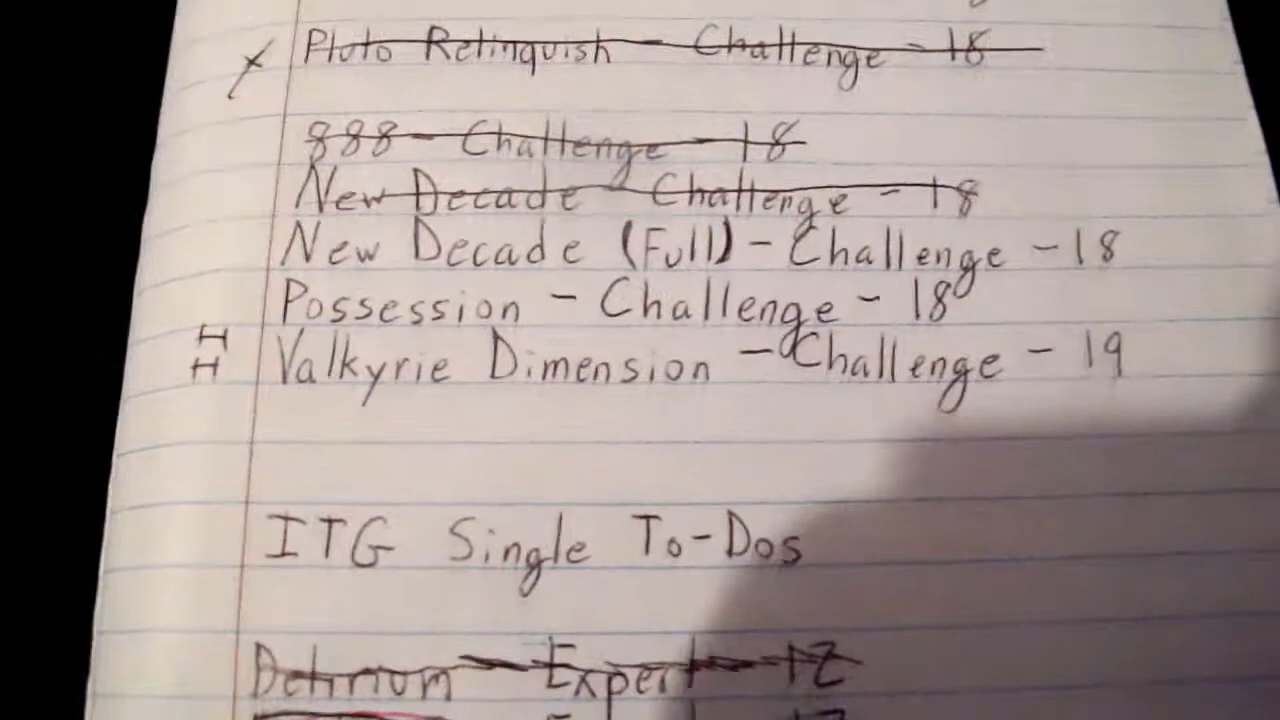 X Pluto Relinquish - Challenge - 18
888 - Challenge - 18
New Decade - Challenge - 18
New Decade (Full) - Challenge - 18
Possession - Challenge - 18
Valkyrie Dimension - Challenge - 19
ITG Single To-Dos
Delirium - Expert - 12